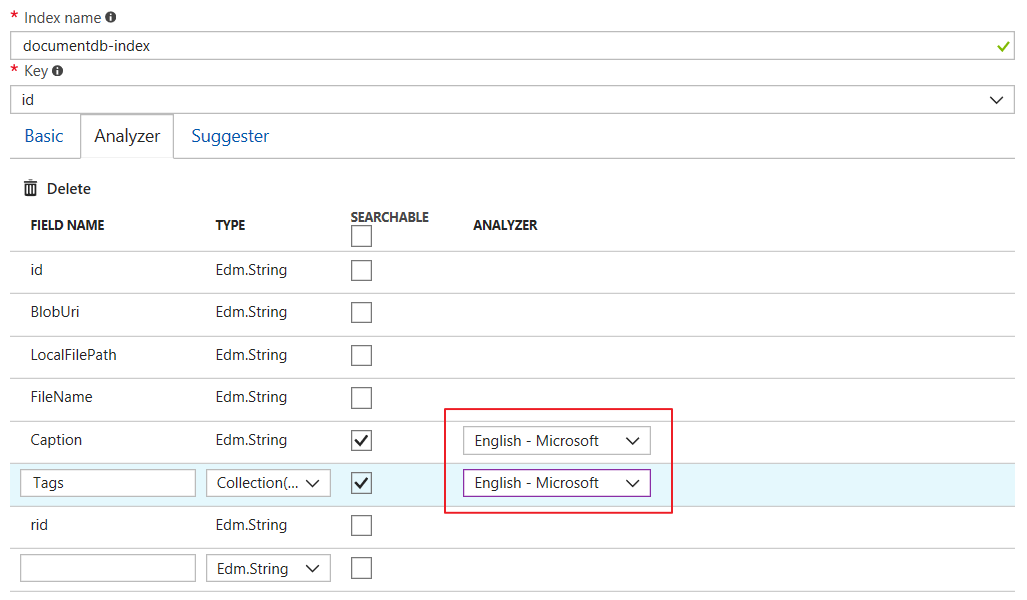 * Index name
documentdb-index
* Key
id
Basic Analyzer Suggester
Delete
FIELD NAME TYPE SEARCHABLE ANALYZER
id Edm.String
BlobUri Edm.String
LocalFilePath Edm.String
FileName Edm.String
Caption Edm.String English - Microsoft
Tags Collection(... English - Microsoft
rid Edm.String
Edm.String